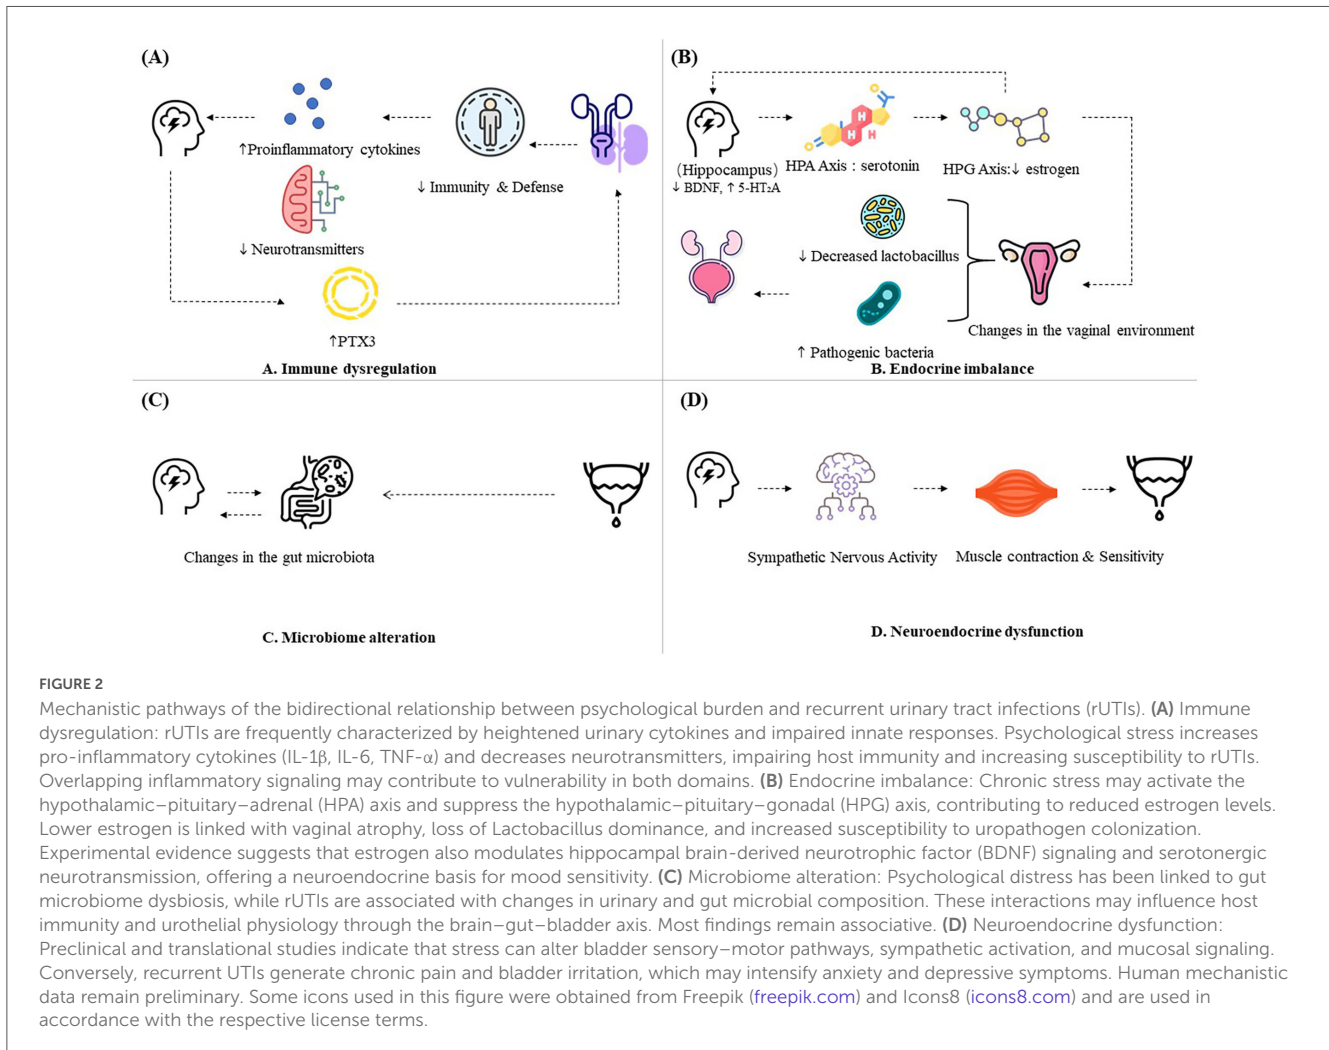 (A)
↑Proinflammatory cytokines
↓ Immunity & Defense
↓ Neurotransmitters
↑PTX3
A. Immune dysregulation
(B)
(Hippocampus)
↓ BDNF, ↑ 5-HT₂A
HPA Axis : serotonin
H
H
H
HPG Axis:↓ estrogen
↓ Decreased lactobacillus
↑ Pathogenic bacteria
Changes in the vaginal environment
B. Endocrine imbalance
(C)
Changes in the gut microbiota
C. Microbiome alteration
(D)
Sympathetic Nervous Activity
Muscle contraction & Sensitivity
D. Neuroendocrine dysfunction
FIGURE 2
Mechanistic pathways of the bidirectional relationship between psychological burden and recurrent urinary tract infections (rUTIs). (A) Immune
dysregulation: rUTIs are frequently characterized by heightened urinary cytokines and impaired innate responses. Psychological stress increases
pro-inflammatory cytokines (IL-1β, IL-6, TNF-α) and decreases neurotransmitters, impairing host immunity and increasing susceptibility to rUTIs.
Overlapping inflammatory signaling may contribute to vulnerability in both domains. (B) Endocrine imbalance: Chronic stress may activate the
hypothalamic–pituitary–adrenal (HPA) axis and suppress the hypothalamic–pituitary–gonadal (HPG) axis, contributing to reduced estrogen levels.
Lower estrogen is linked with vaginal atrophy, loss of Lactobacillus dominance, and increased susceptibility to uropathogen colonization.
Experimental evidence suggests that estrogen also modulates hippocampal brain-derived neurotrophic factor (BDNF) signaling and serotonergic
neurotransmission, offering a neuroendocrine basis for mood sensitivity. (C) Microbiome alteration: Psychological distress has been linked to gut
microbiome dysbiosis, while rUTIs are associated with changes in urinary and gut microbial composition. These interactions may influence host
immunity and urothelial physiology through the brain–gut–bladder axis. Most findings remain associative. (D) Neuroendocrine dysfunction:
Preclinical and translational studies indicate that stress can alter bladder sensory–motor pathways, sympathetic activation, and mucosal signaling.
Conversely, recurrent UTIs generate chronic pain and bladder irritation, which may intensify anxiety and depressive symptoms. Human mechanistic
data remain preliminary. Some icons used in this figure were obtained from Freepik (freepik.com) and Icons8 (icons8.com) and are used in
accordance with the respective license terms.